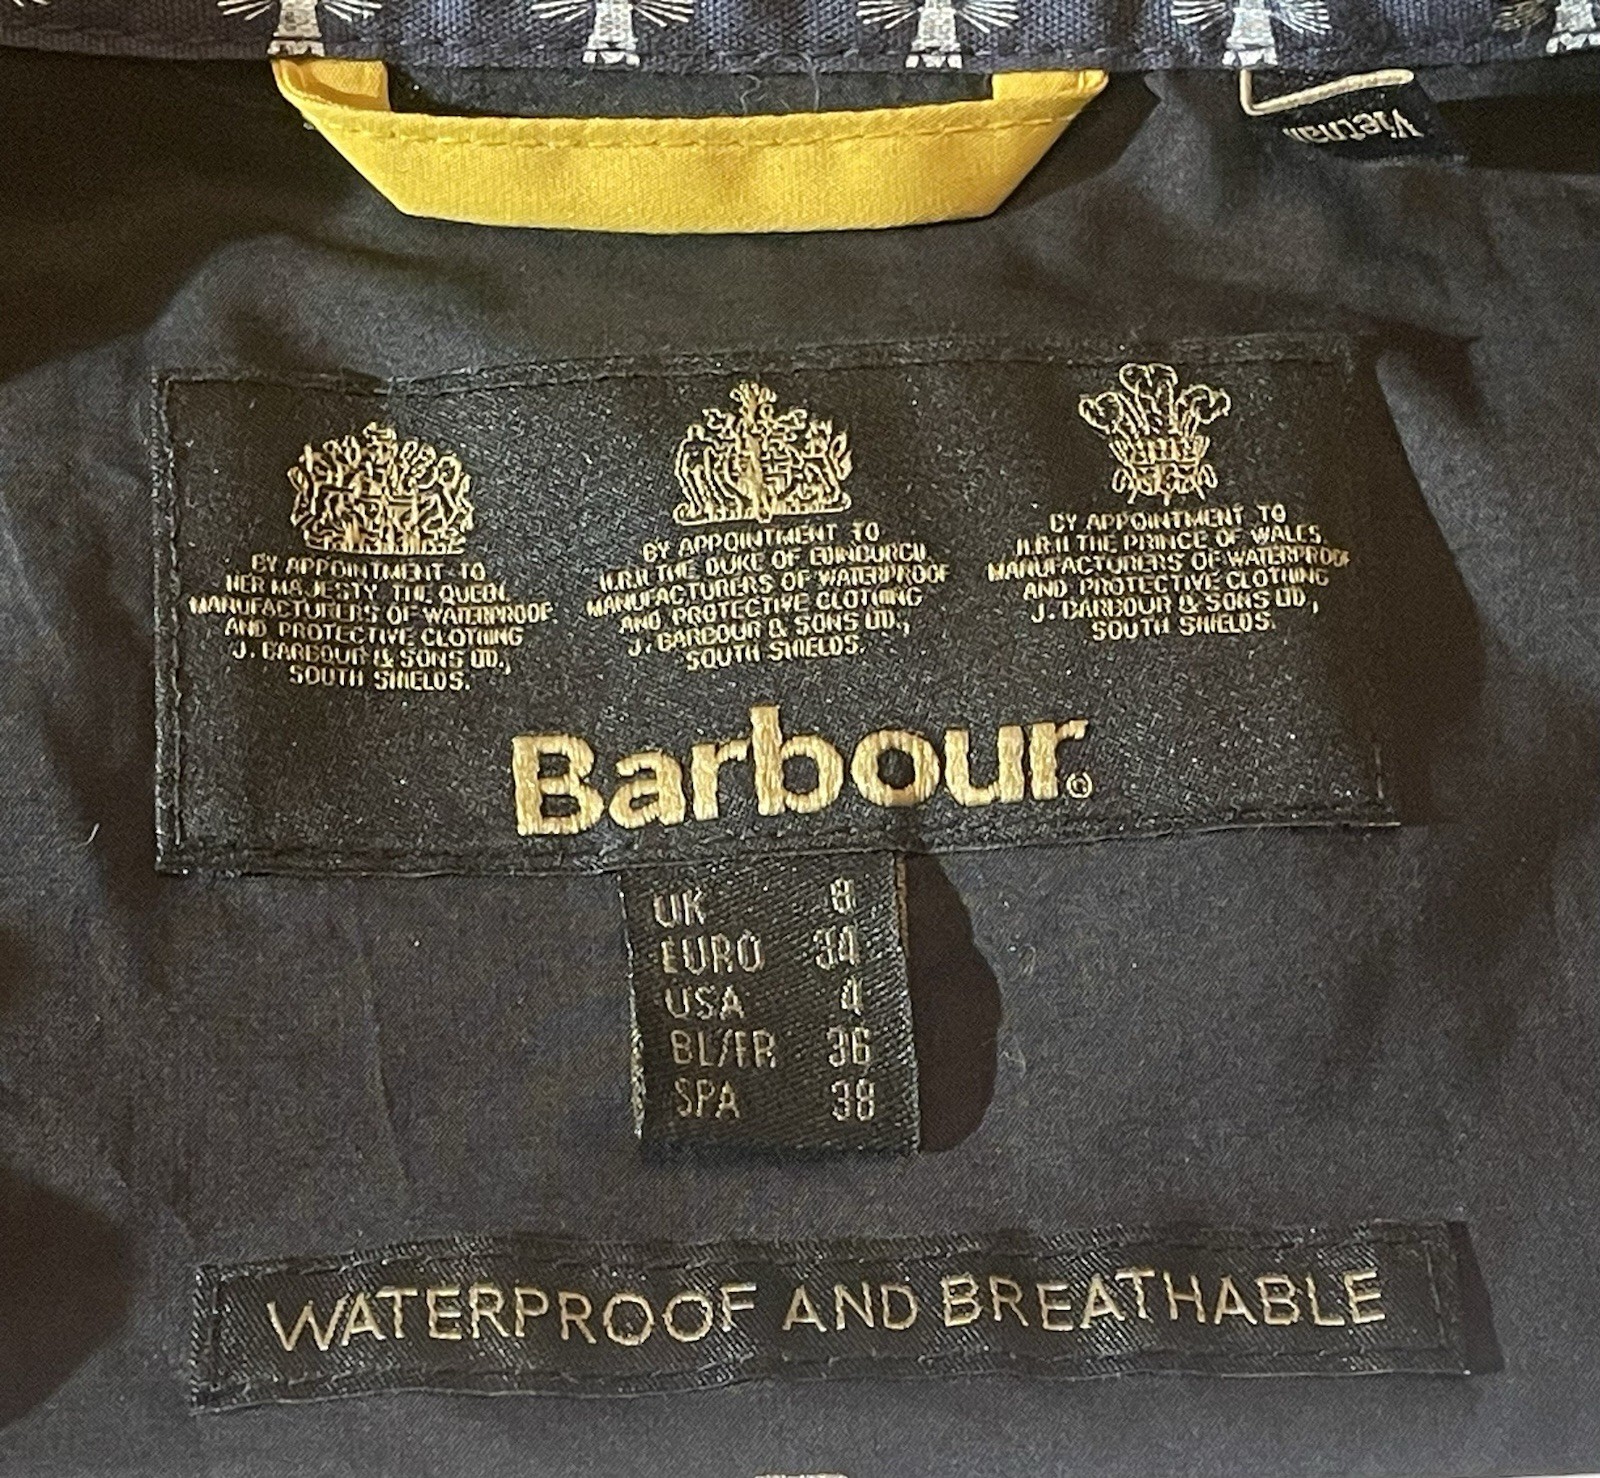 Vietnam
BY APPOINTMENT TO
HER MAJESTY THE QUEEN
MANUFACTURERS OF WATERPROOF
AND PROTECTIVE CLOTHING
J. BARBOUR & SONS LTD.,
SOUTH SHIELDS.
BY APPOINTMENT TO
H.R.H. THE DUKE OF EDINBURGH
MANUFACTURERS OF WATERPROOF
AND PROTECTIVE CLOTHING
J. BARBOUR & SONS LTD.,
SOUTH SHIELDS.
BY APPOINTMENT TO
H.R.H THE PRINCE OF WALES
MANUFACTURERS OF WATERPROOF
AND PROTECTIVE CLOTHING
J. BARBOUR & SONS LTD,
SOUTH SHIELDS.
Barbour®
UK 8
EURO 34
USA 4
BL/FR 36
SPA 38
WATERPROOF AND BREATHABLE